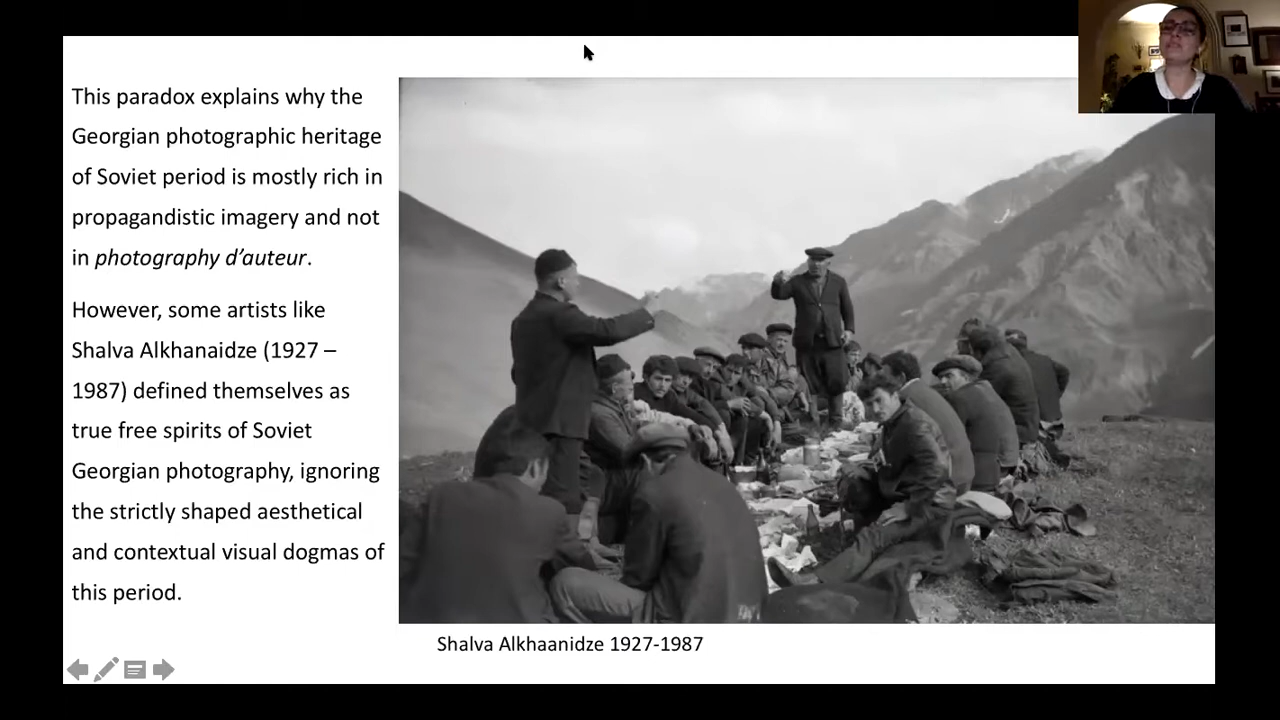 This paradox explains why the
Georgian photographic heritage
of Soviet period is mostly rich in
propagandistic imagery and not
in photography d’auteur.
However, some artists like
Shalva Alkhanaidze (1927 –
1987) defined themselves as
true free spirits of Soviet
Georgian photography, ignoring
the strictly shaped aesthetical
and contextual visual dogmas of
this period.
Shalva Alkhaanidze 1927-1987